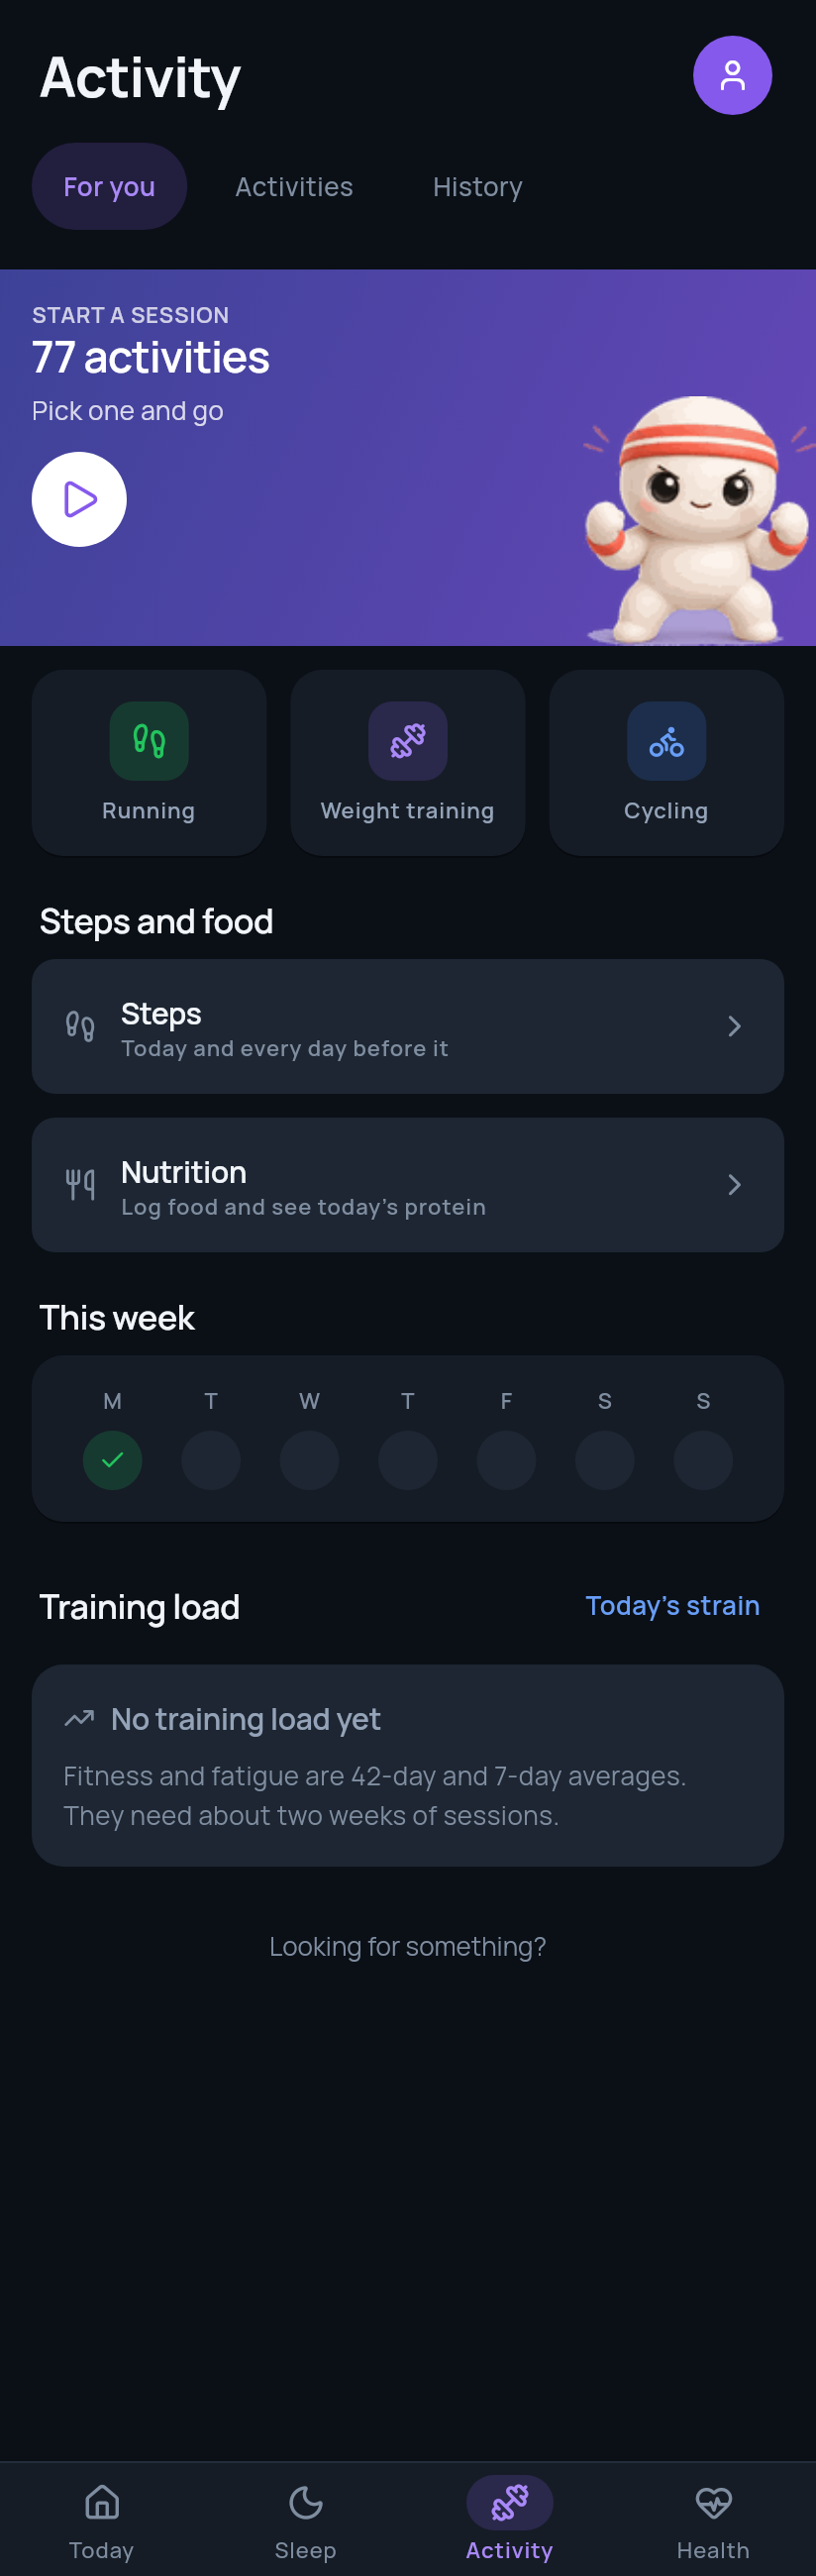 Activity
For you
Activities
History
START A SESSION
77 activities
Pick one and go
Running
Weight training
Cycling
Steps and food
Steps
Today and every day before it
Nutrition
Log food and see today's protein
This week
M T W T F S S
Training load
Today's strain
No training load yet
Fitness and fatigue are 42-day and 7-day averages.
They need about two weeks of sessions.
Looking for something?
Today
Sleep
Activity
Health